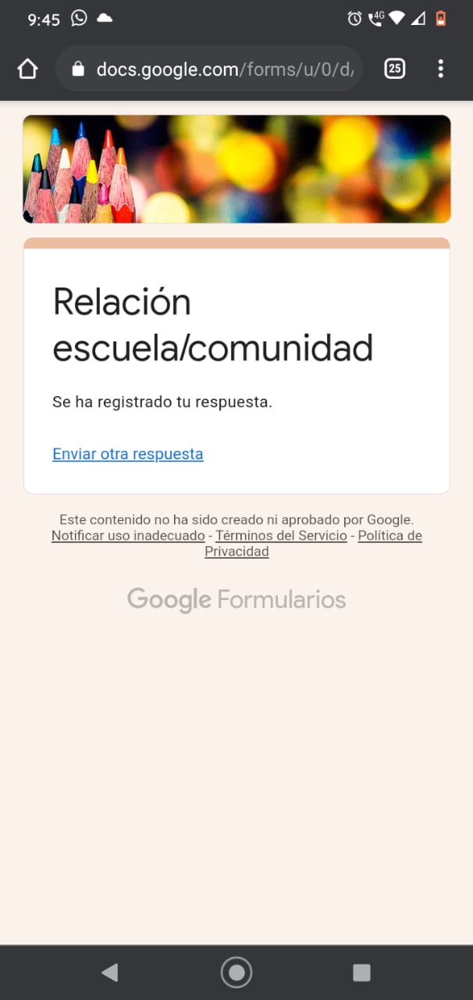 9:45
4G
docs.google.com/forms/u/0/d/
25
Relación
escuela/comunidad
Se ha registrado tu respuesta.
Enviar otra respuesta
Este contenido no ha sido creado ni aprobado por Google.
Notificar uso inadecuado - Términos del Servicio - Política de
Privacidad
Google Formularios